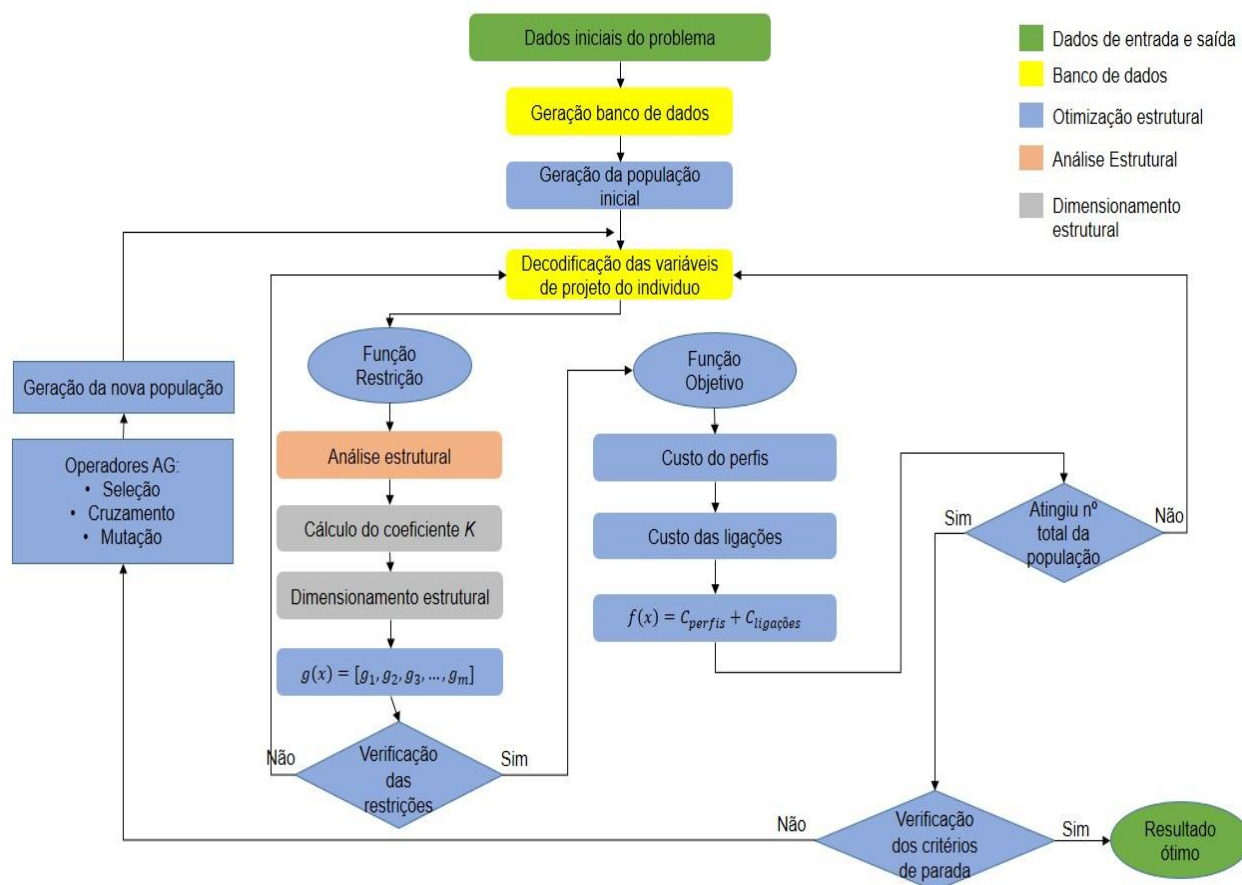 Dados iniciais do problema
Geração banco de dados
Geração da população
inicial
Decodificação das variáveis
de projeto do individuo
Dados de entrada e saída
Banco de dados
Otimização estrutural
Análise Estrutural
Dimensionamento
estrutural
Geração da nova população
Operadores AG:
• Seleção
• Cruzamento
• Mutação
Função
Restrição
Análise estrutural
Cálculo do coeficiente K
Dimensionamento estrutural
g(x) = [g₁, g₂, g₃, ..., gₘ]
Não
Verificação
das
restrições
Sim
Função
Objetivo
Custo do perfis
Custo das ligações
f(x) = C_perfis + C_ligações
Sim
Atingiu nº
total da
população
Não
Não
Verificação
dos critérios
de parada
Sim
Resultado
ótimo